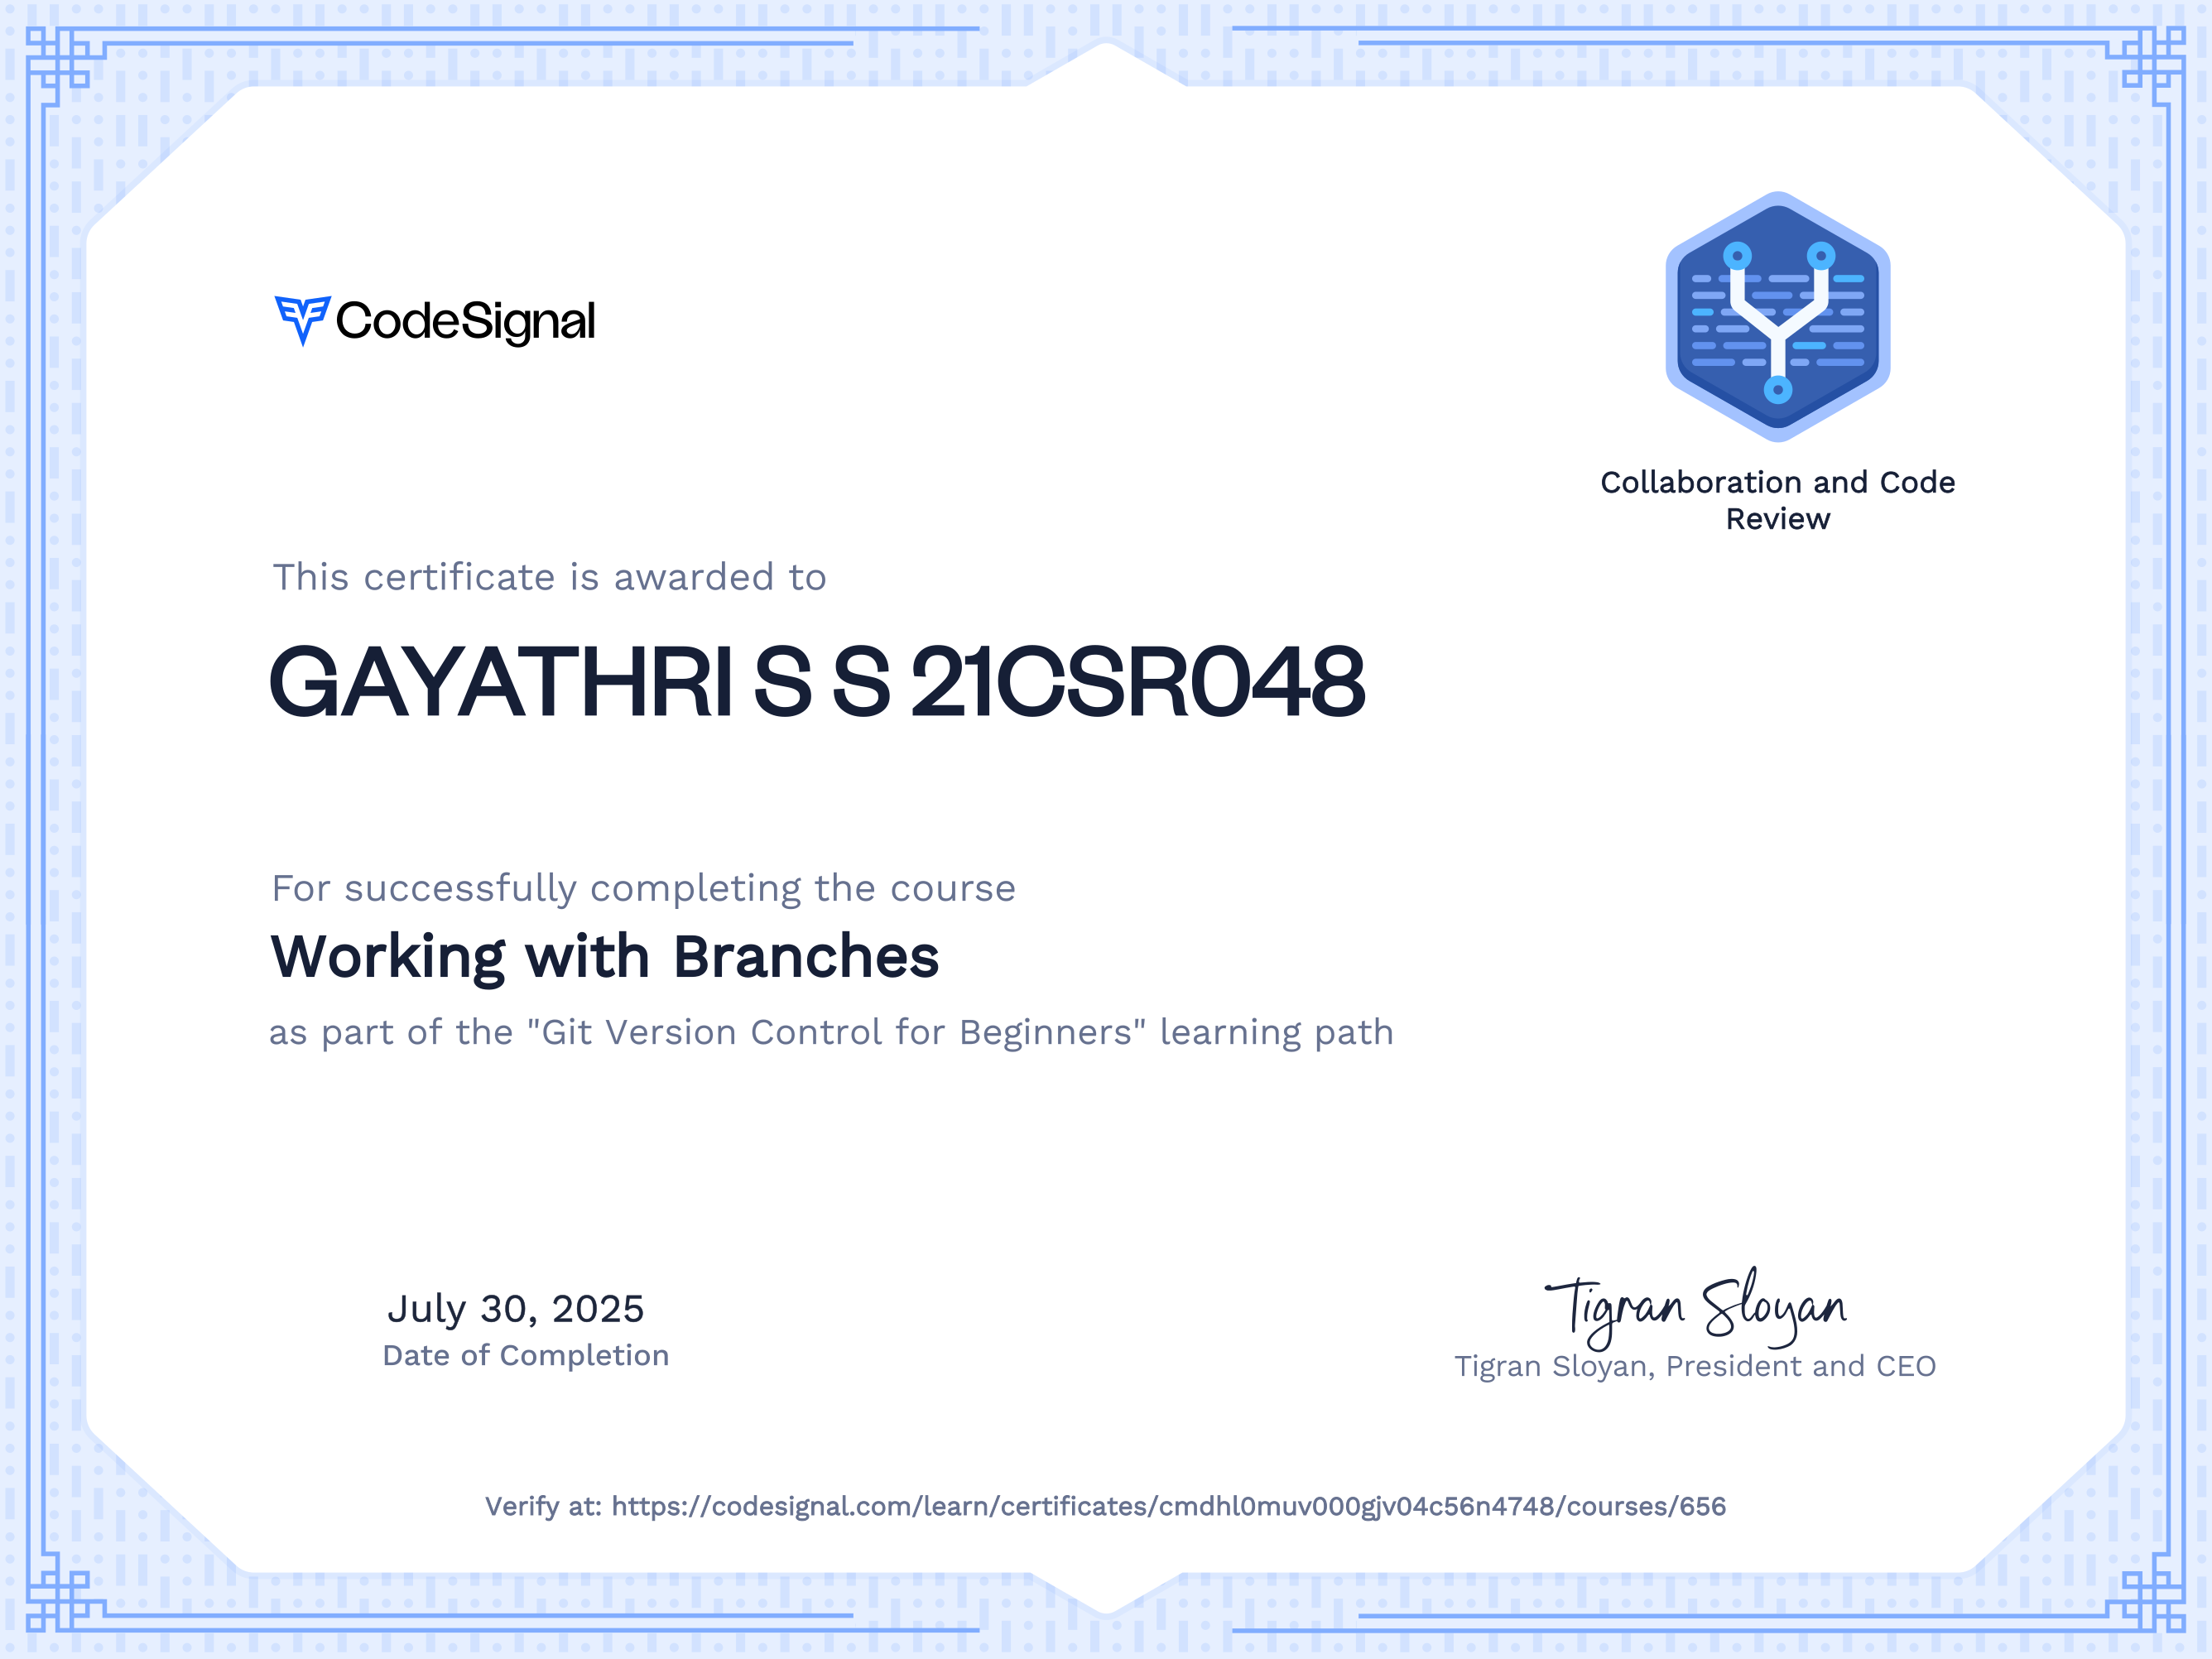 CodeSignal
Collaboration and Code
Review
This certificate is awarded to
GAYATHRI S S 21CSR048
For successfully completing the course
Working with Branches
as part of the "Git Version Control for Beginners" learning path
July 30, 2025
Date of Completion
Tigran Sloyan
Tigran Sloyan, President and CEO
Verify at: https://codesignal.com/learn/certificates/cmdhl0muv000gjv04c56n4748/courses/656